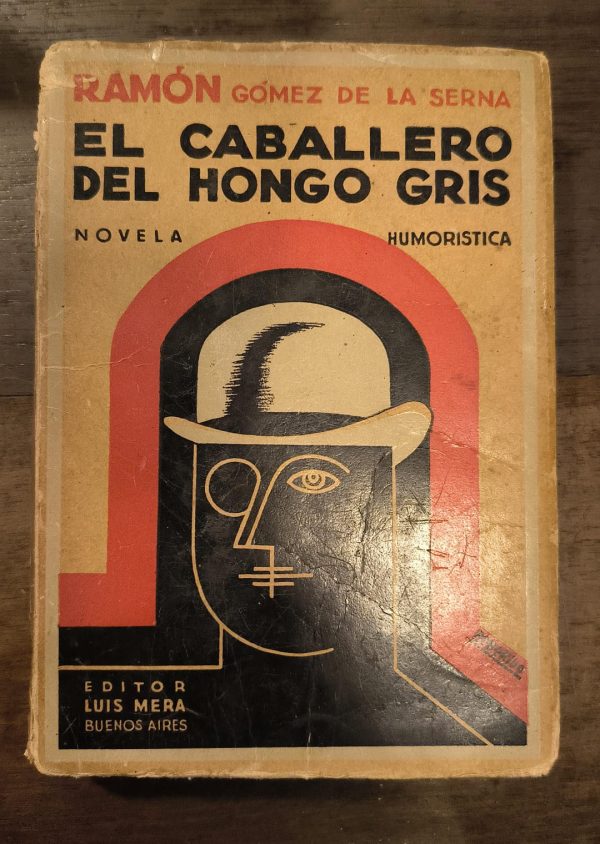 RAMÓN GÓMEZ DE LA SERNA
EL CABALLERO
DEL HONGO GRIS
NOVELA HUMORISTICA
EDITOR
LUIS MERA
BUENOS AIRES